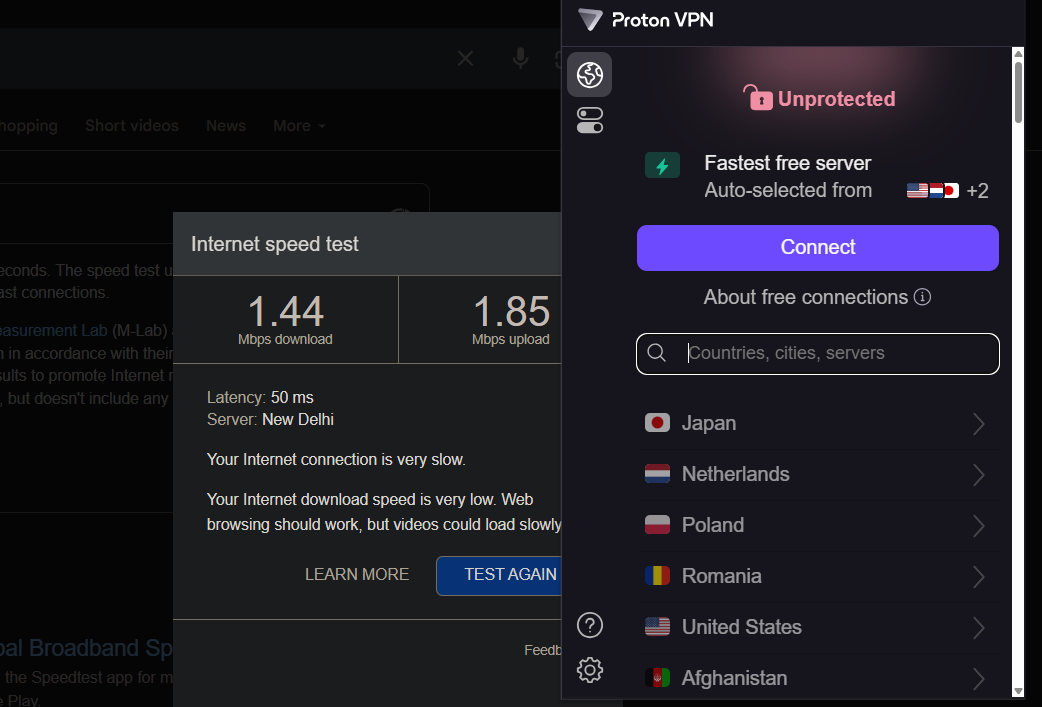 Proton VPN
Unprotected
Fastest free server
Auto-selected from
+2
Connect
About free connections
Countries, cities, servers
Japan
Netherlands
Poland
Romania
United States
Afghanistan
hopping
Short videos
News
More
econds. The speed test u
ast connections.
easurement Lab (M-Lab)
n in accordance with their
sults to promote Internet r
, but doesn't include any
Internet speed test
1.44
Mbps download
1.85
Mbps upload
Latency: 50 ms
Server: New Delhi
Your Internet connection is very slow.
Your Internet download speed is very low. Web
browsing should work, but videos could load slowly
LEARN MORE
TEST AGAIN
Feedb
bal Broadband Sp
the Speedtest app for m
e Play.